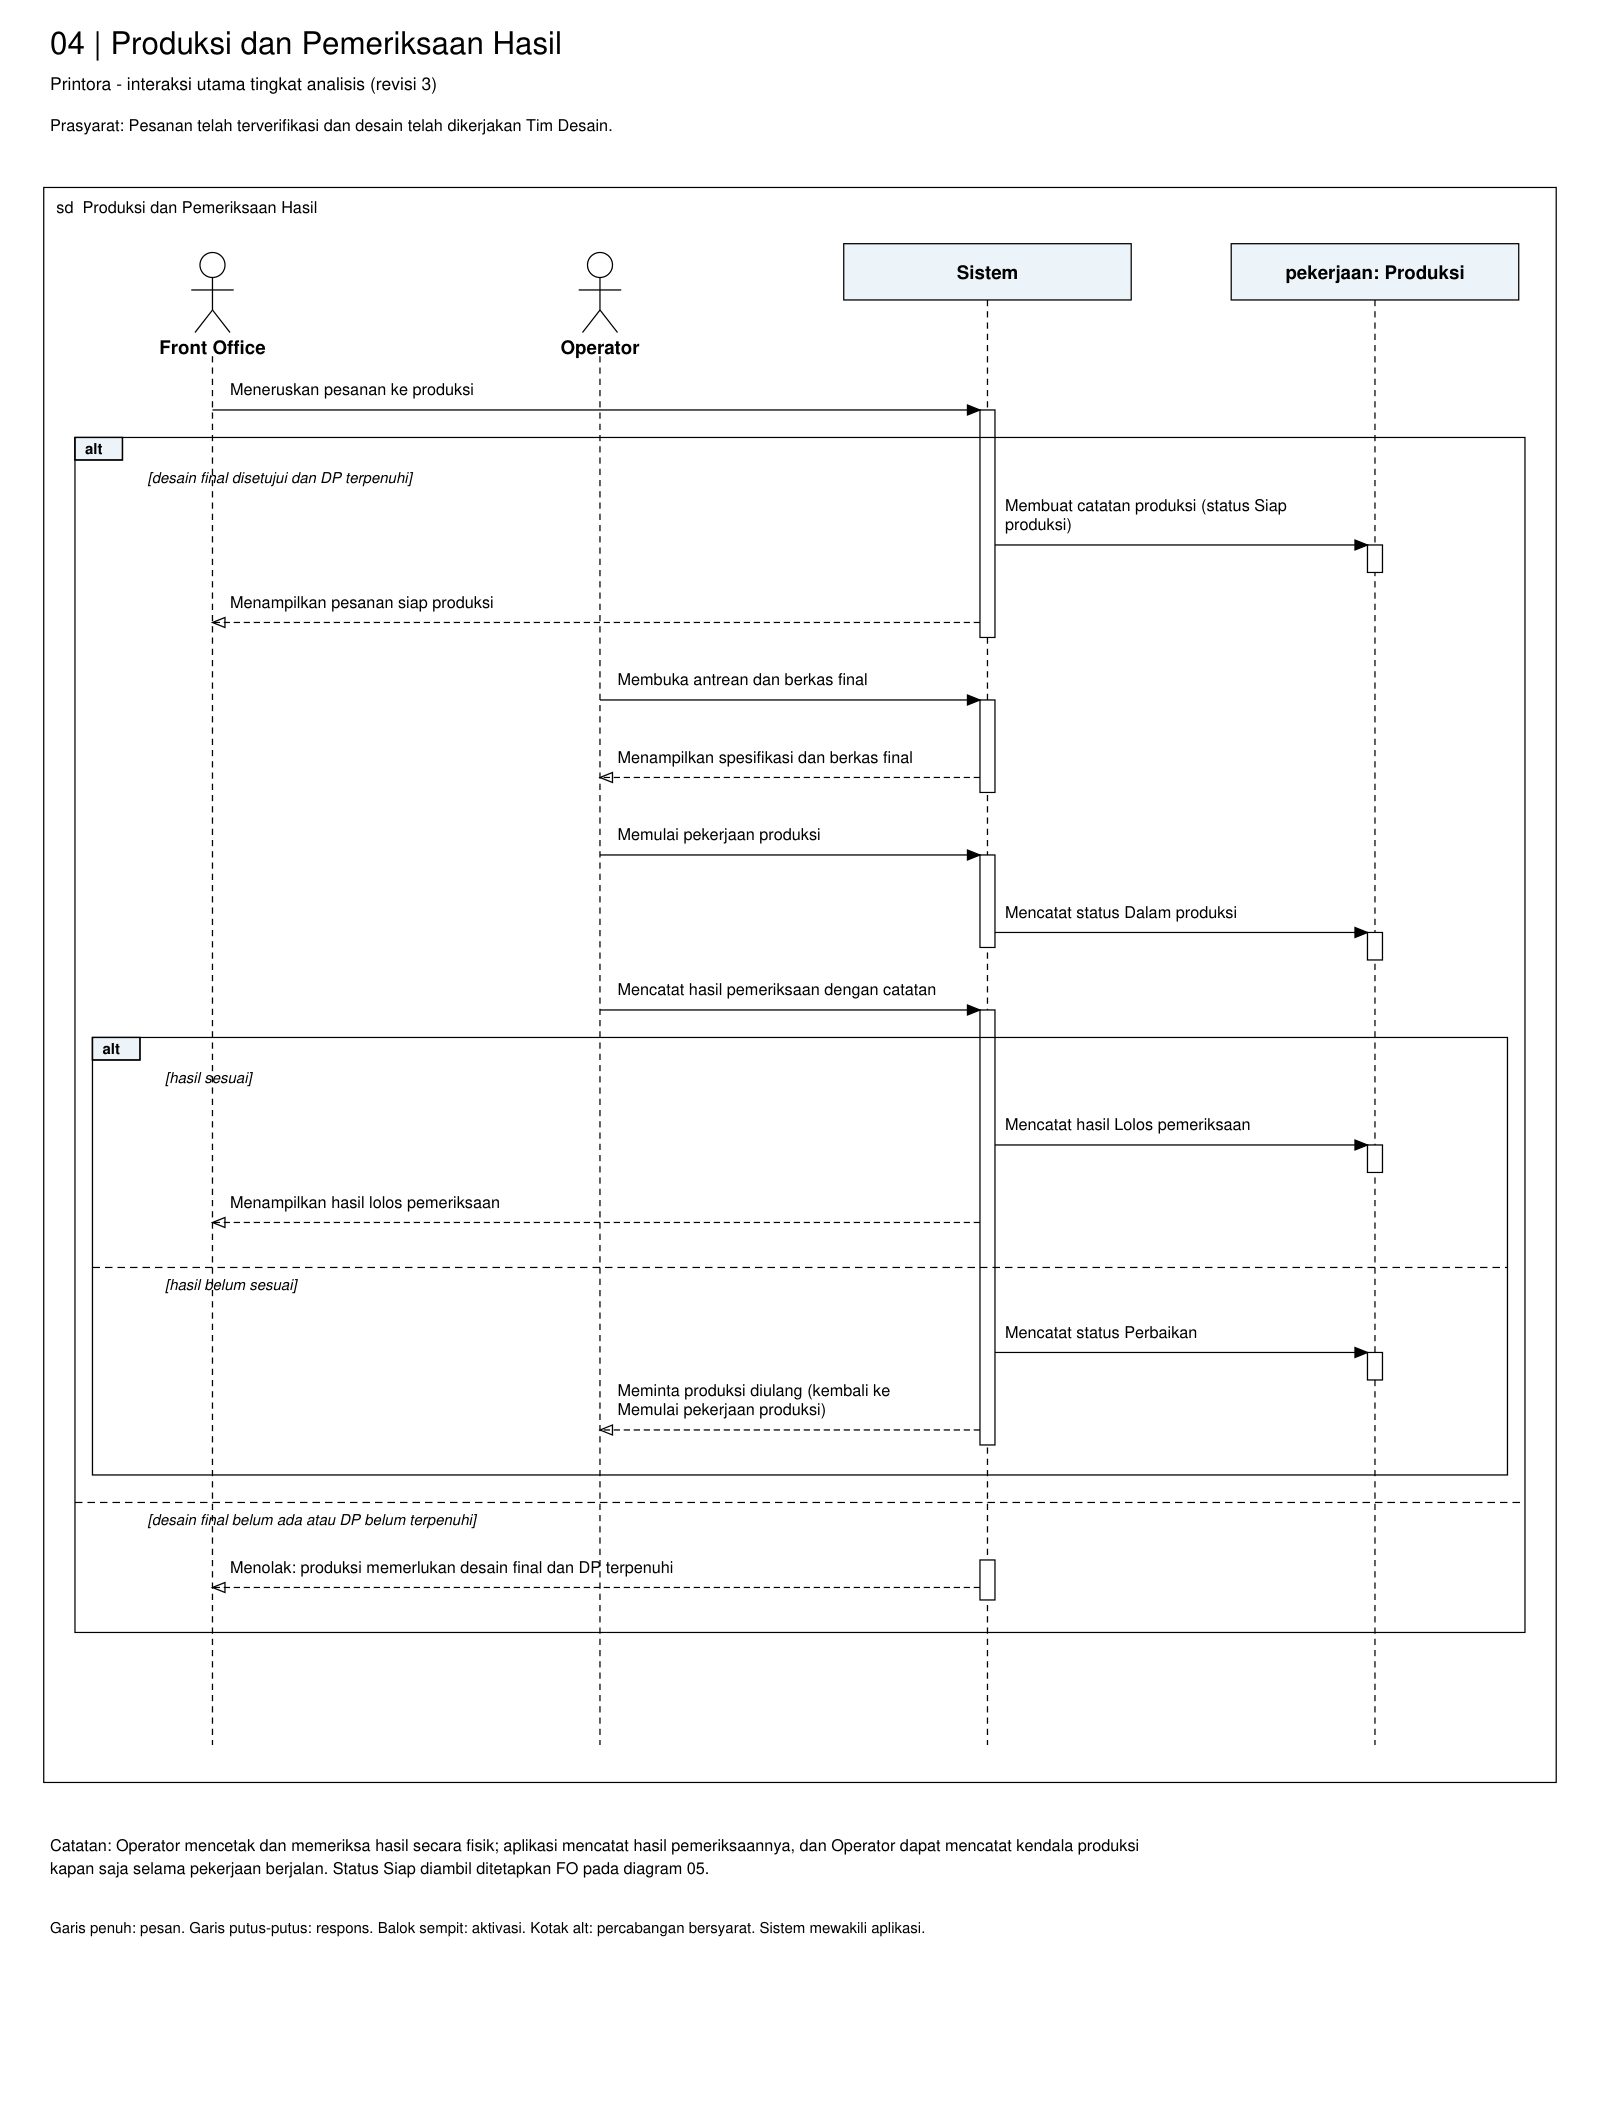 04 | Produksi dan Pemeriksaan Hasil
Printora - interaksi utama tingkat analisis (revisi 3)
Prasyarat: Pesanan telah terverifikasi dan desain telah dikerjakan Tim Desain.
sd Produksi dan Pemeriksaan Hasil
Front Office
Operator
Sistem
pekerjaan: Produksi
Meneruskan pesanan ke produksi
alt
[desain final disetujui dan DP terpenuhi]
Membuat catatan produksi (status Siap
produksi)
Menampilkan pesanan siap produksi
Membuka antrean dan berkas final
Menampilkan spesifikasi dan berkas final
Memulai pekerjaan produksi
Mencatat status Dalam produksi
Mencatat hasil pemeriksaan dengan catatan
alt
[hasil sesuai]
Mencatat hasil Lolos pemeriksaan
Menampilkan hasil lolos pemeriksaan
[hasil belum sesuai]
Mencatat status Perbaikan
Meminta produksi diulang (kembali ke
Memulai pekerjaan produksi)
[desain final belum ada atau DP belum terpenuhi]
Menolak: produksi memerlukan desain final dan DP terpenuhi
Catatan: Operator mencetak dan memeriksa hasil secara fisik; aplikasi mencatat hasil pemeriksaannya, dan Operator dapat mencatat kendala produksi
kapan saja selama pekerjaan berjalan. Status Siap diambil ditetapkan FO pada diagram 05.
Garis penuh: pesan. Garis putus-putus: respons. Balok sempit: aktivasi. Kotak alt: percabangan bersyarat. Sistem mewakili aplikasi.